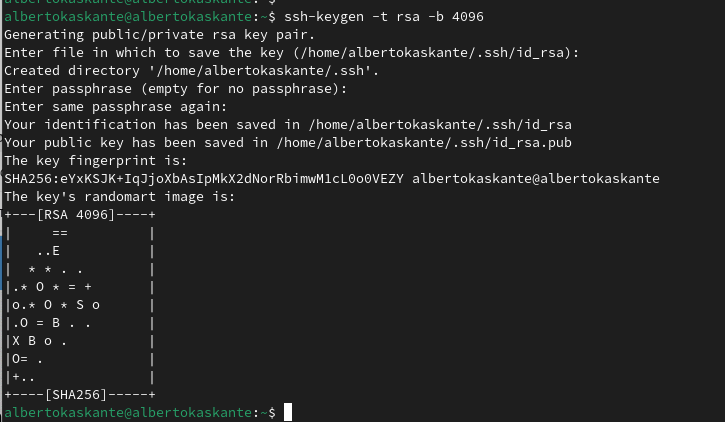 albertokaskante@albertokaskante:~$ ssh-keygen -t rsa -b 4096
Generating public/private rsa key pair.
Enter file in which to save the key (/home/albertokaskante/.ssh/id_rsa):
Created directory '/home/albertokaskante/.ssh'.
Enter passphrase (empty for no passphrase):
Enter same passphrase again:
Your identification has been saved in /home/albertokaskante/.ssh/id_rsa
Your public key has been saved in /home/albertokaskante/.ssh/id_rsa.pub
The key fingerprint is:
SHA256:eYxKSJK+IqJjoXbAsIpMkX2dNorRbimwM1cL0o0VEZY albertokaskante@albertokaskante
The key's randomart image is:
+---[RSA 4096]----+
|     ==          |
|   ..E           |
|  * * . .        |
|.* O * = +       |
|o.* O * S o      |
|.O = B . .       |
|X B o .          |
|O= .             |
|+..              |
+----[SHA256]-----+
albertokaskante@albertokaskante:~$